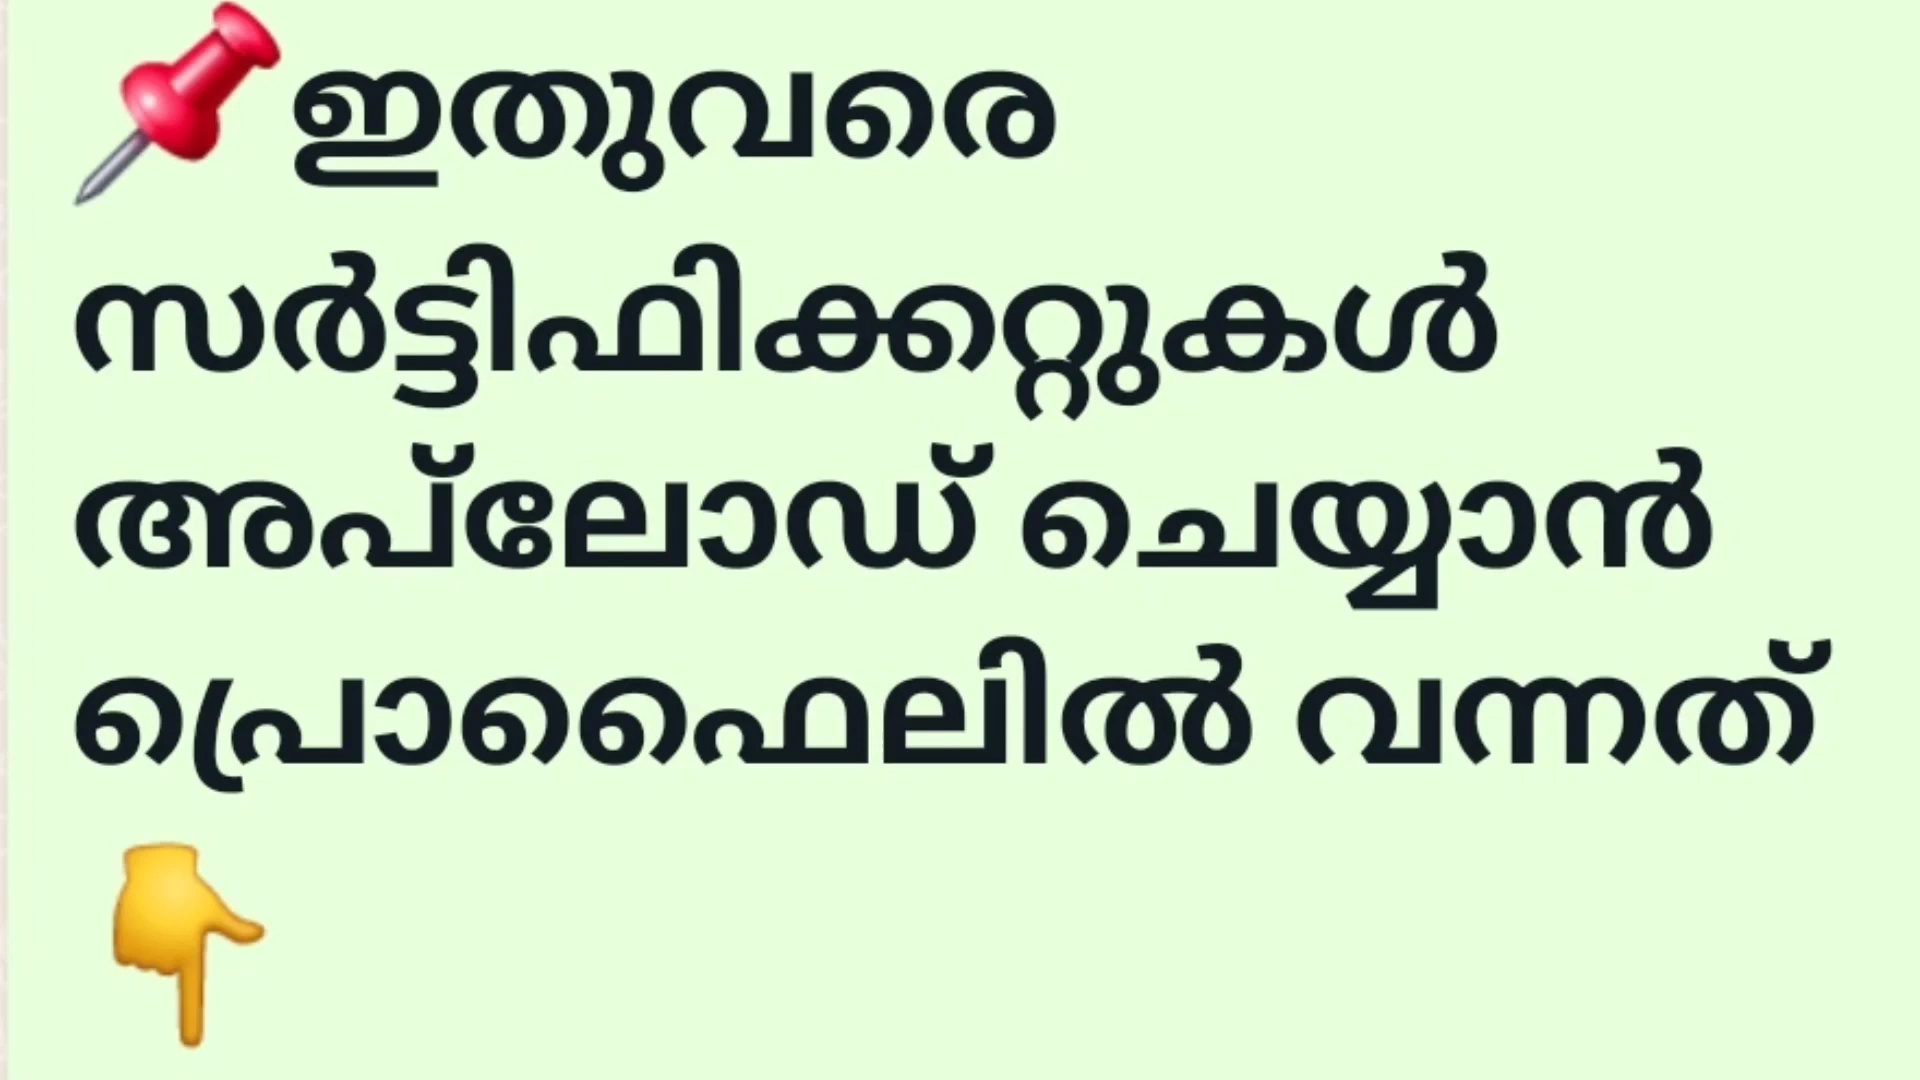 📌ഇതുവരെ
സർട്ടിഫിക്കറ്റുകൾ
അപ്‌ലോഡ് ചെയ്യാൻ
പ്രൊഫൈലിൽ വന്നത്
👇